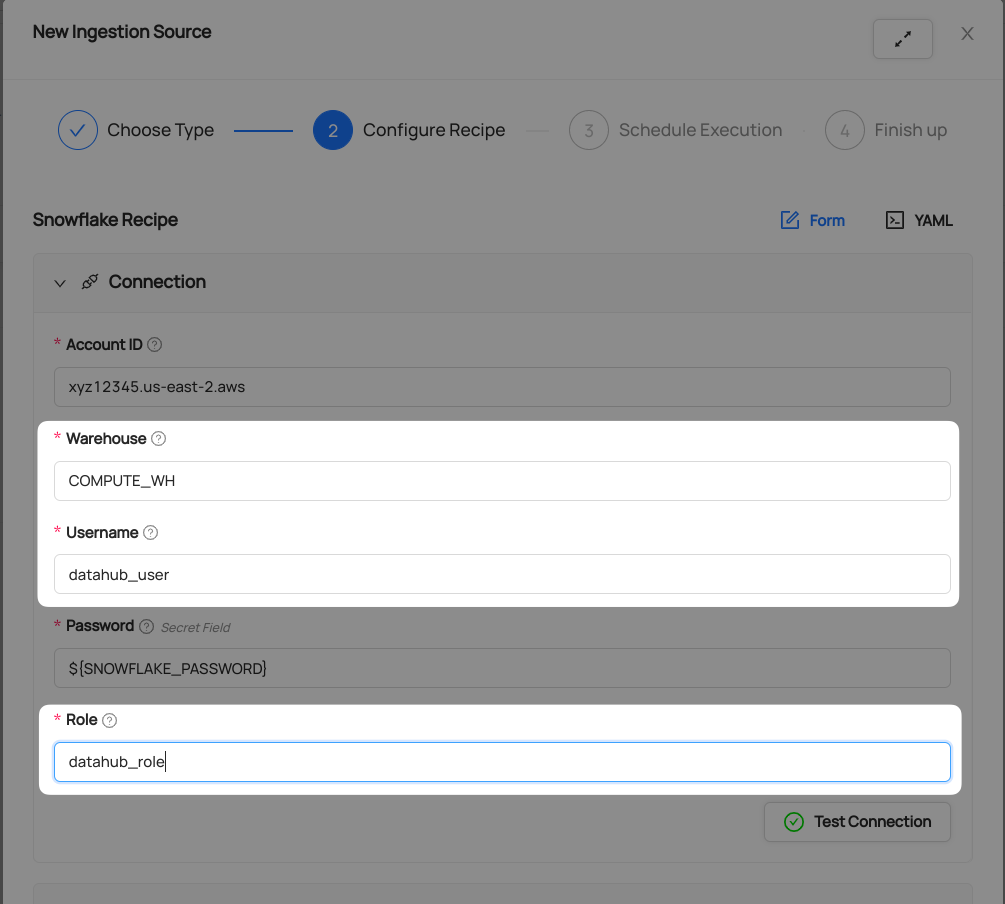 New Ingestion Source
Choose Type
2 Configure Recipe
3 Schedule Execution
4 Finish up
Snowflake Recipe
Form
YAML
Connection
* Account ID ?
xyz12345.us-east-2.aws
* Warehouse ?
COMPUTE_WH
* Username ?
datahub_user
* Password ? Secret Field
${SNOWFLAKE_PASSWORD}
* Role ?
datahub_role
Test Connection